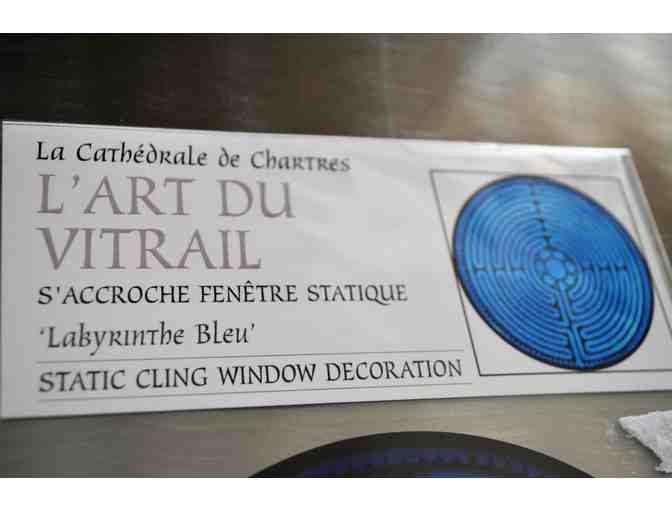 La Cathédrale de Chartres
L'ART DU
VITRAIL
S'ACCROCHE FENÊTRE STATIQUE
'Labyrinthe Bleu'
STATIC CLING WINDOW DECORATION